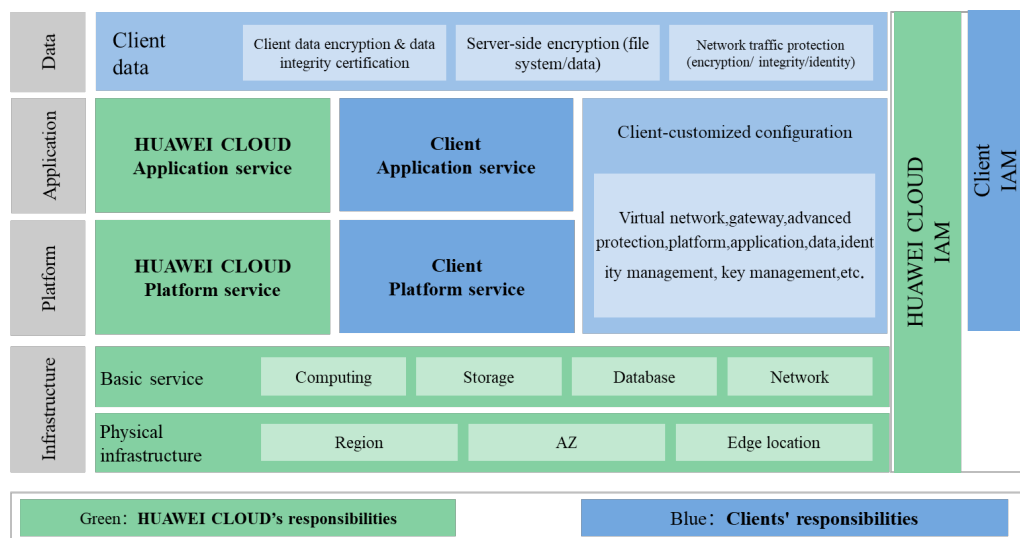 Data
Client
data
Client data encryption & data
integrity certification
Server-side encryption (file
system/data)
Network traffic protection
(encryption/ integrity/identity)
Application
HUAWEI CLOUD
Application service
Client
Application service
Client-customized configuration
Virtual network,gateway,advanced
protection,platform,application,data,ident
ity management, key management,etc.
Platform
HUAWEI CLOUD
Platform service
Client
Platform service
Infrastructure
Basic service
Computing
Storage
Database
Network
Physical
infrastructure
Region
AZ
Edge location
HUAWEI CLOUD
IAM
Client
IAM
Green: HUAWEI CLOUD's responsibilities
Blue: Clients' responsibilities